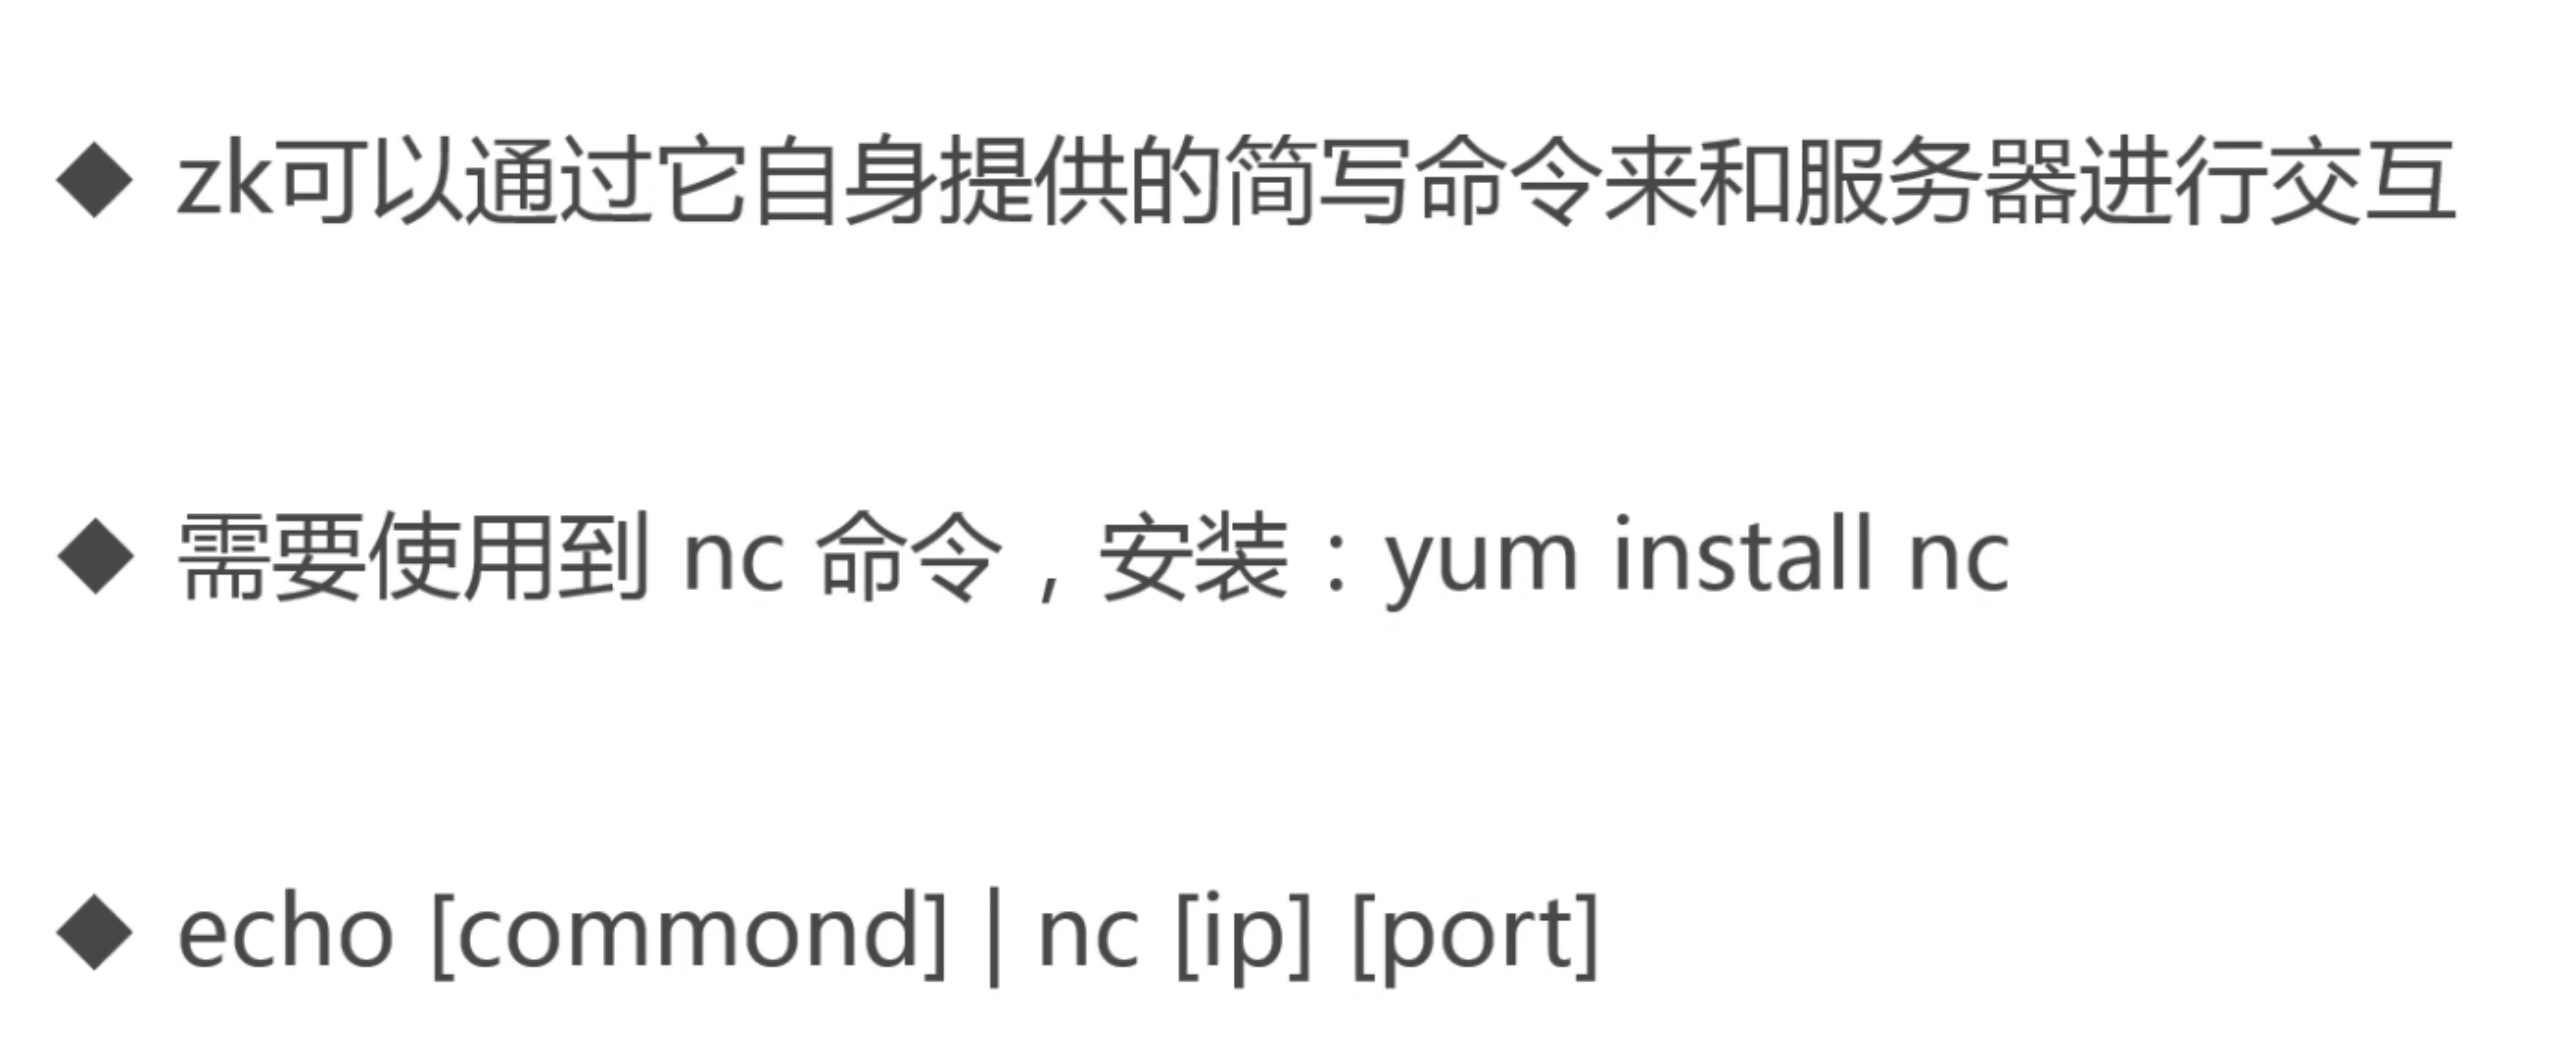 ◆ zk可以通过它自身提供的简写命令来和服务器进行交互
◆ 需要使用到 nc 命令，安装：yum install nc
◆ echo [commond] | nc [ip] [port]